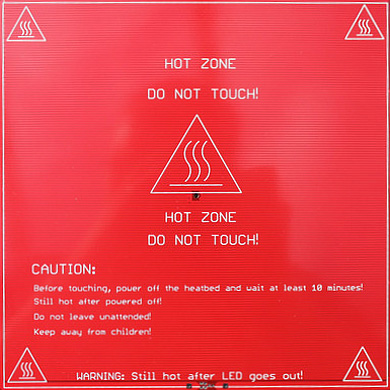 HOT ZONE
DO NOT TOUCH!
HOT ZONE
DO NOT TOUCH!
CAUTION:
Before touching, power off the heatbed and wait at least 10 minutes!
Still hot after powered off!
Do not leave unattended!
Keep away from children!
WARNING: Still hot after LED goes out!